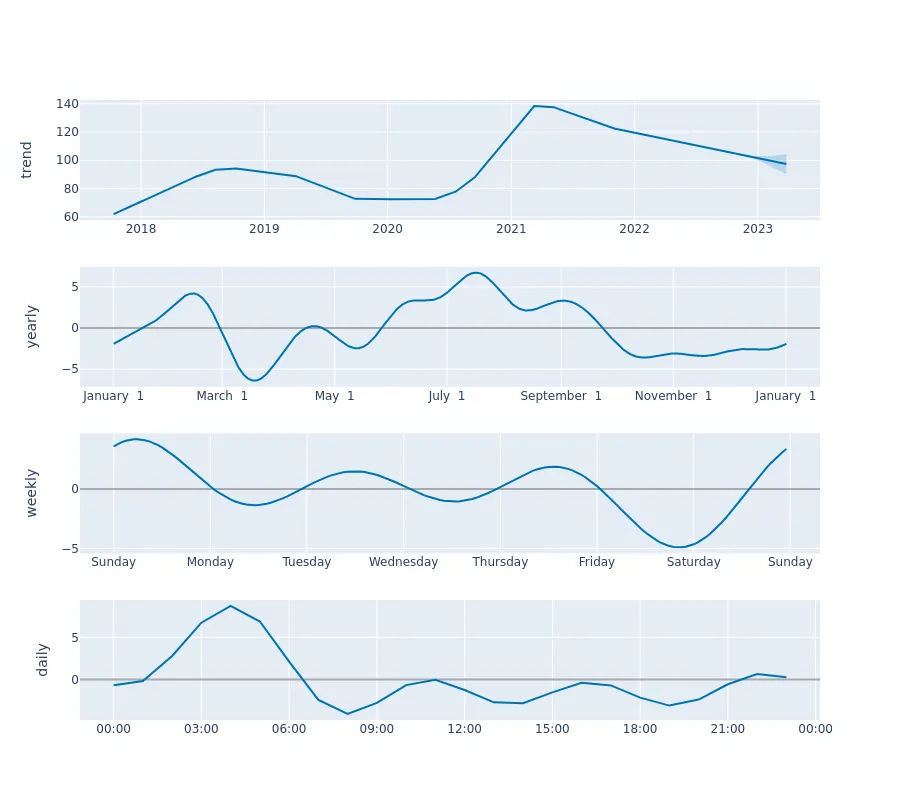 trend
140
120
100
80
60
2018 2019 2020 2021 2022 2023
yearly
5
0
−5
January 1 March 1 May 1 July 1 September 1 November 1 January 1
weekly
0
−5
Sunday Monday Tuesday Wednesday Thursday Friday Saturday Sunday
daily
5
0
00:00 03:00 06:00 09:00 12:00 15:00 18:00 21:00 00:00